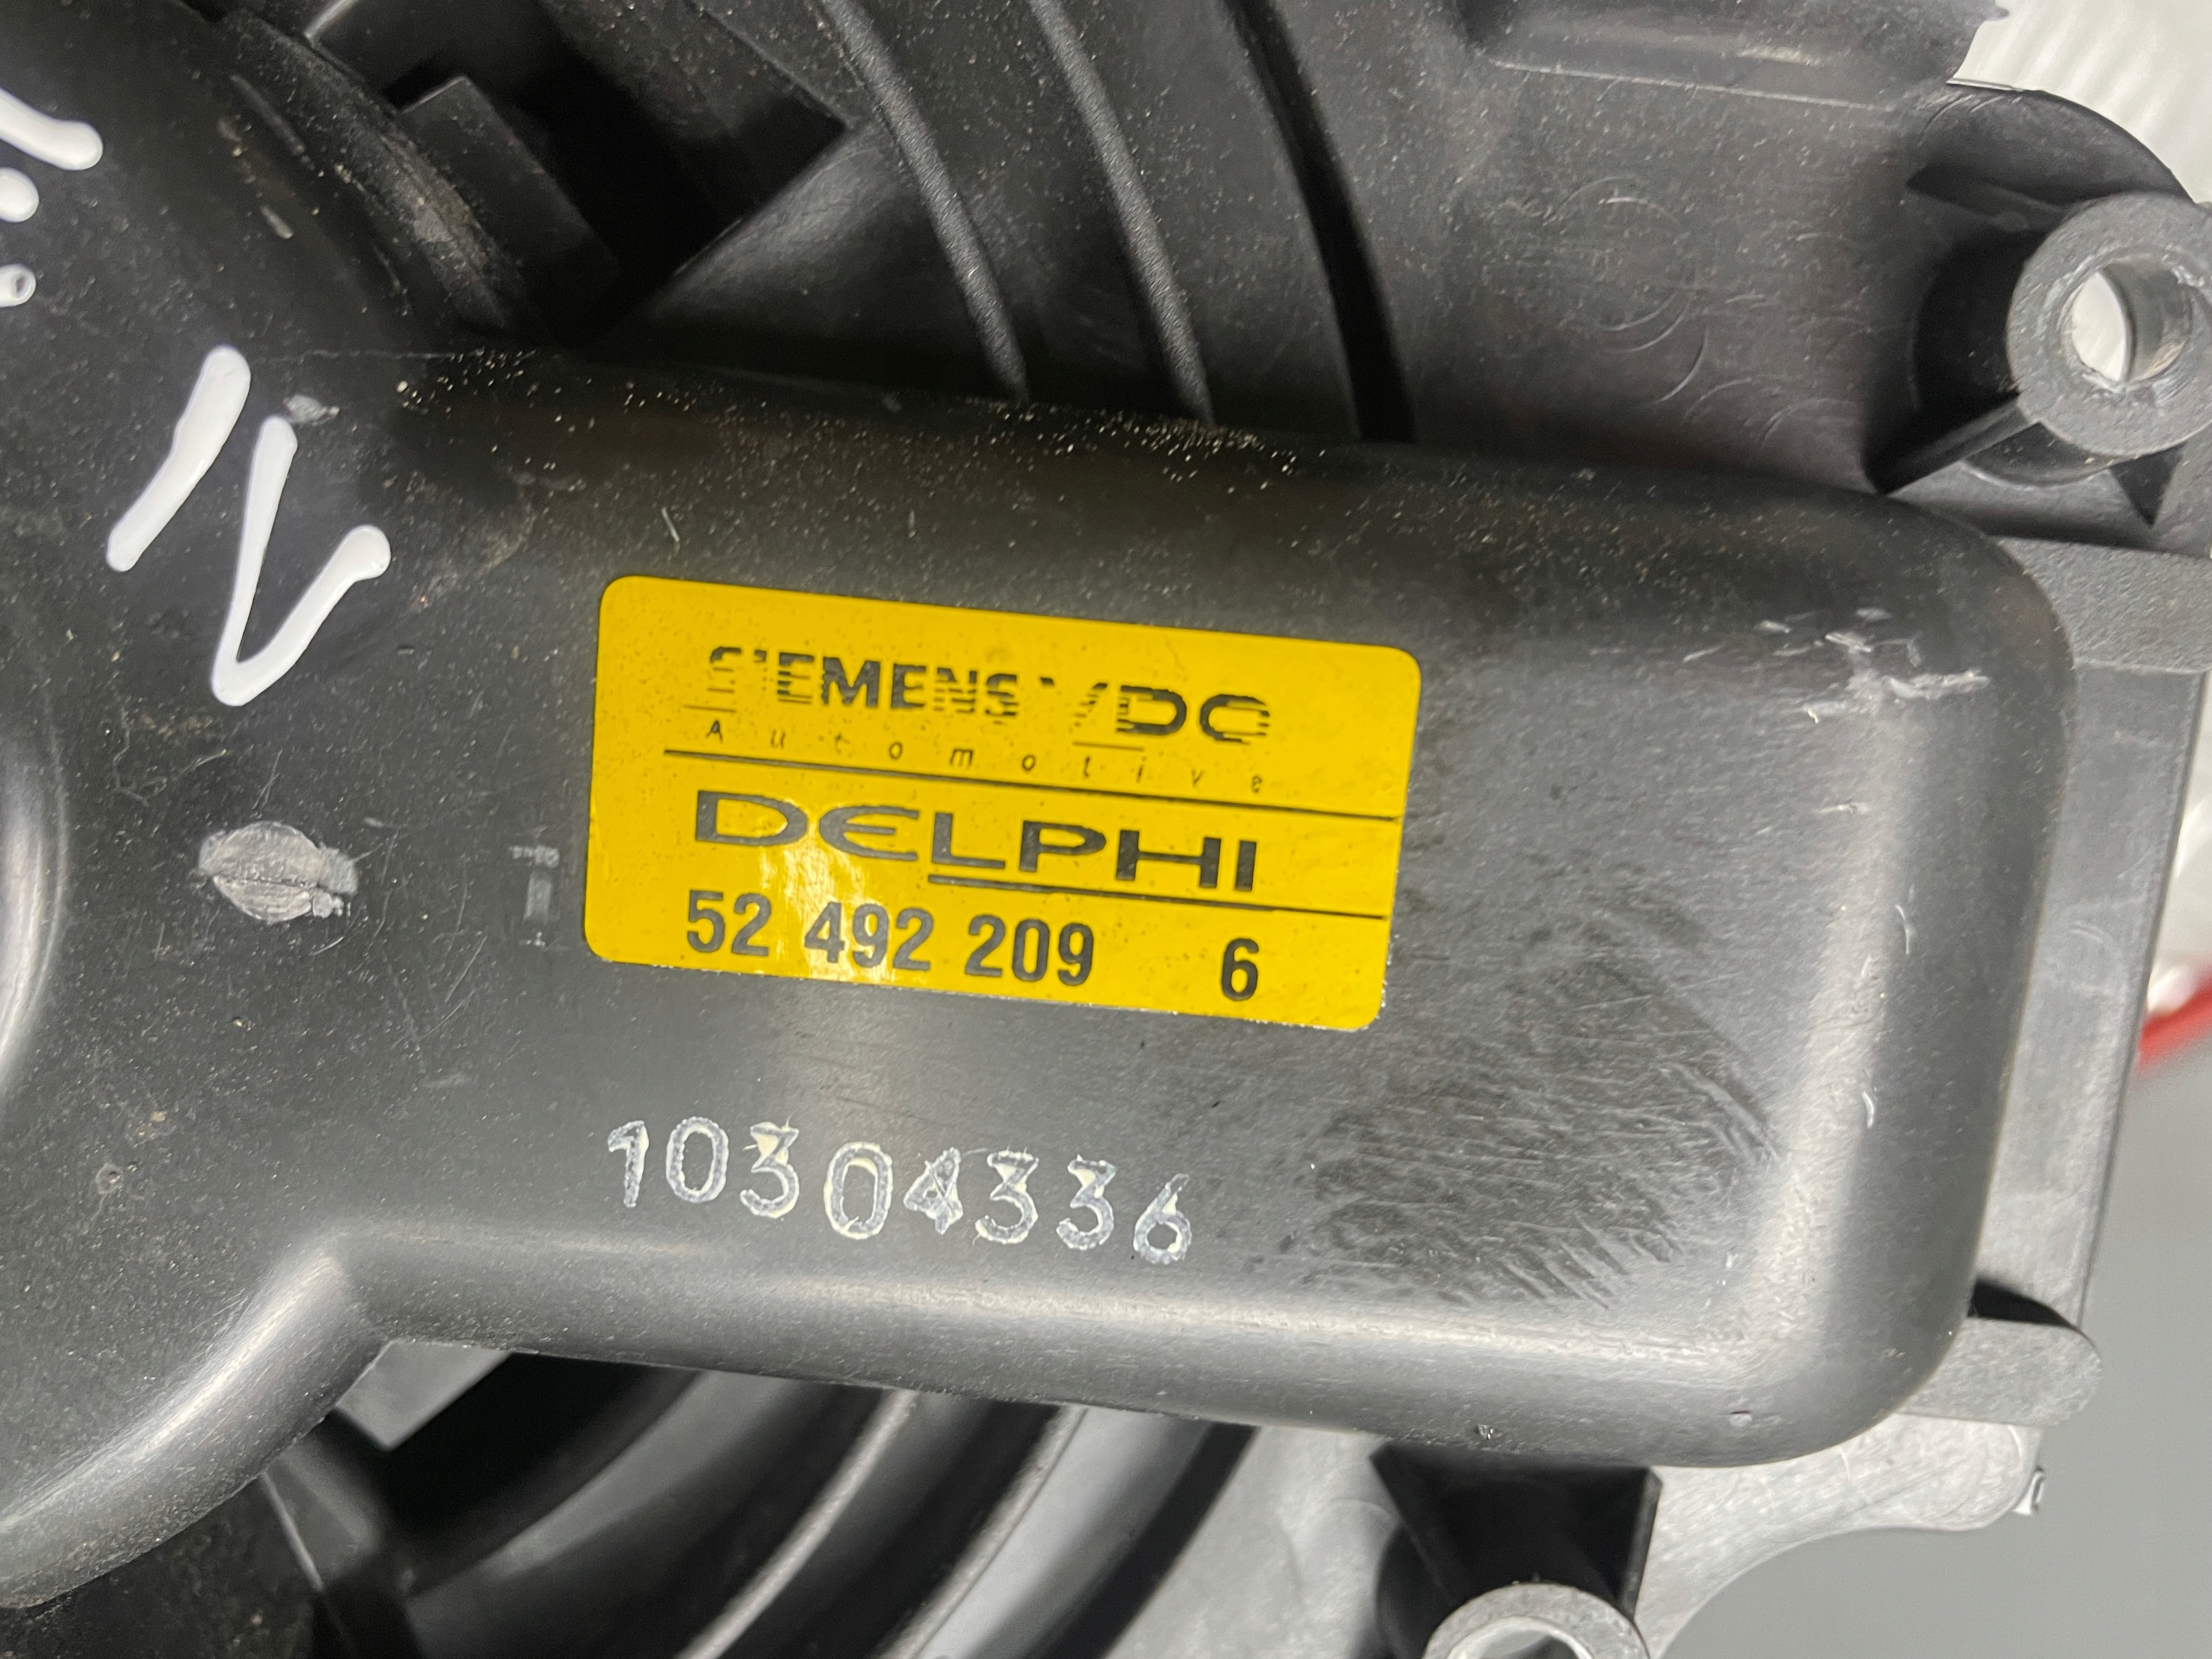 SIEMENS VDO
Automotive
DELPHI
52 492 209 6
10304336